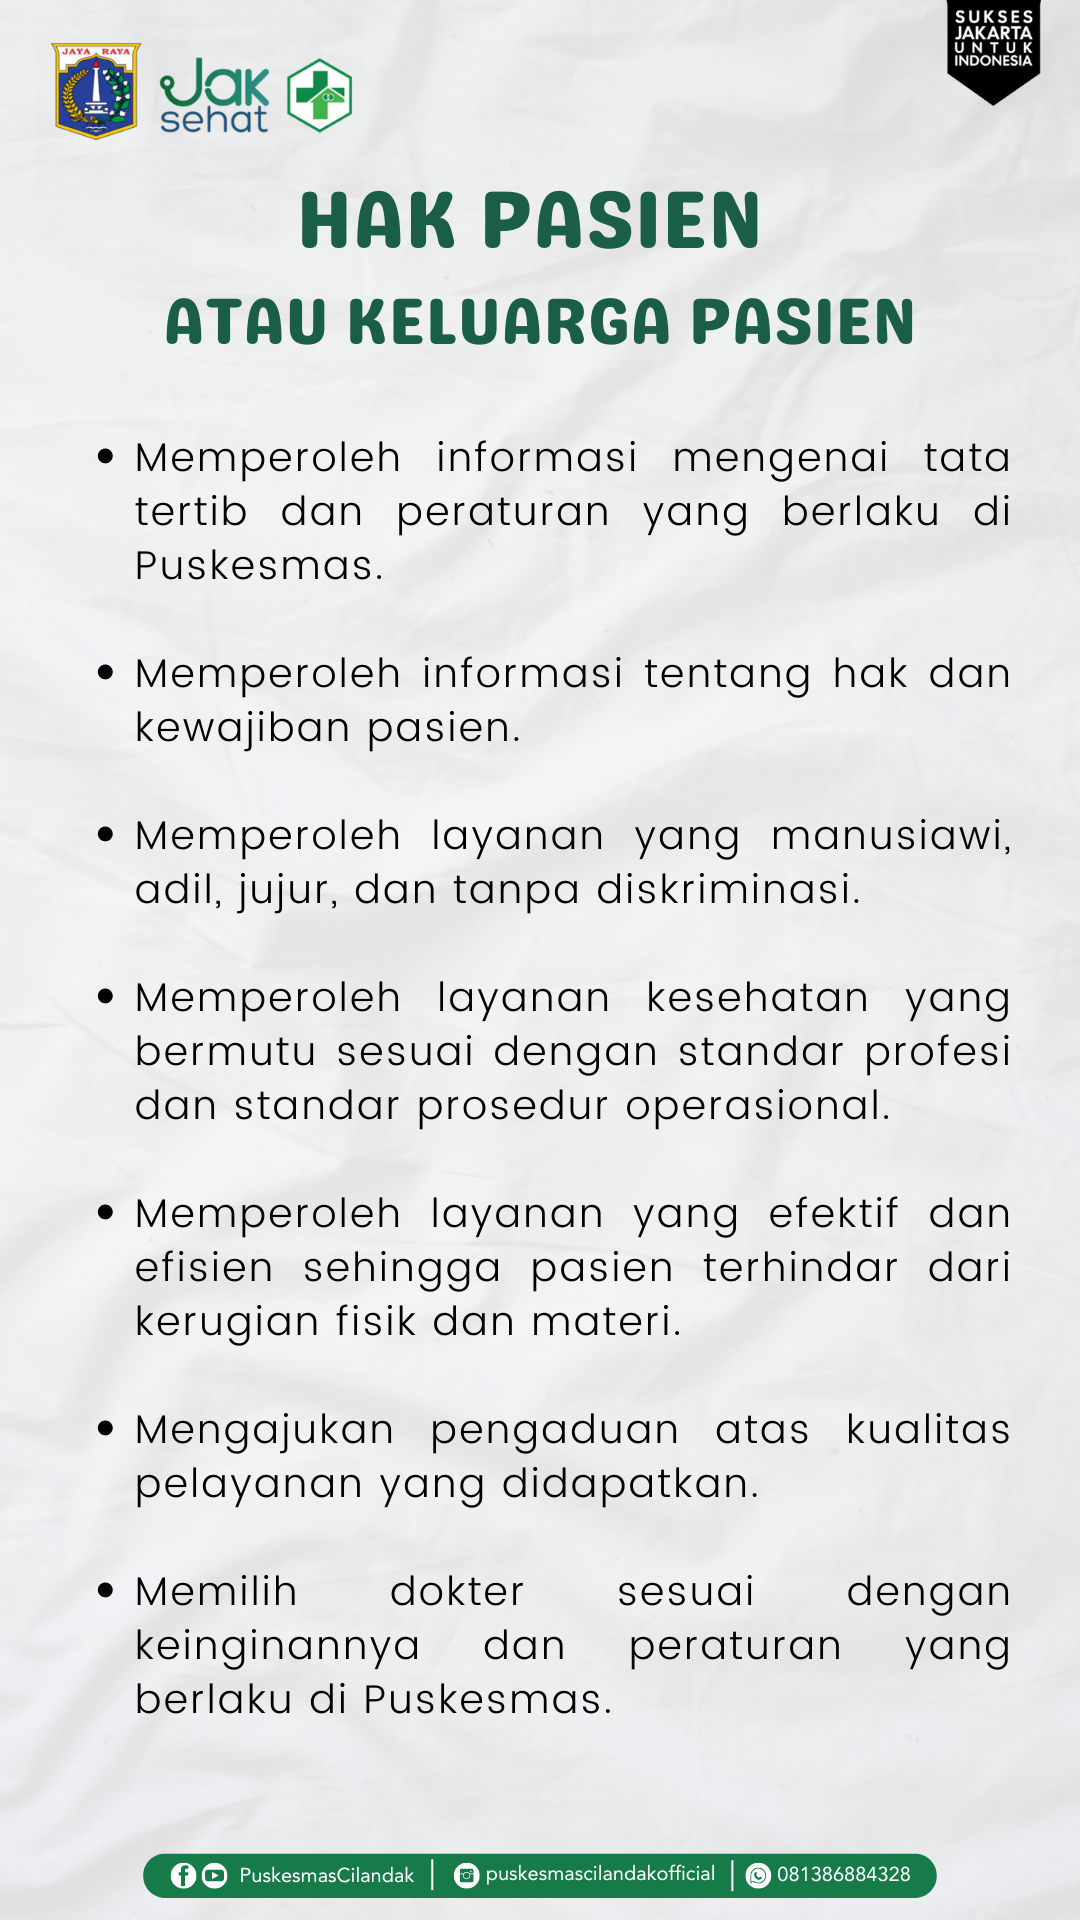 JAYA RAYA
Jak
sehat
SUKSES
JAKARTA
UNTUK
INDONESIA
HAK PASIEN
ATAU KELUARGA PASIEN
• Memperoleh informasi mengenai tata
tertib dan peraturan yang berlaku di
Puskesmas.
• Memperoleh informasi tentang hak dan
kewajiban pasien.
• Memperoleh layanan yang manusiawi,
adil, jujur, dan tanpa diskriminasi.
• Memperoleh layanan kesehatan yang
bermutu sesuai dengan standar profesi
dan standar prosedur operasional.
• Memperoleh layanan yang efektif dan
efisien sehingga pasien terhindar dari
kerugian fisik dan materi.
• Mengajukan pengaduan atas kualitas
pelayanan yang didapatkan.
• Memilih dokter sesuai dengan
keinginannya dan peraturan yang
berlaku di Puskesmas.
PuskesmasCilandak | puskesmascilandakofficial | 081386884328